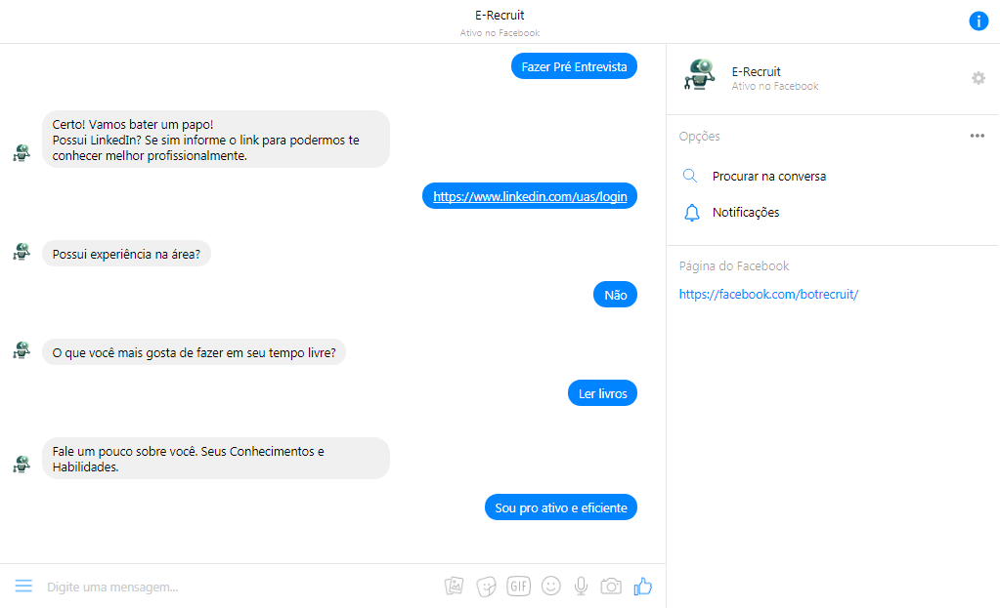 E-Recruit
Ativo no Facebook
Fazer Pré Entrevista
Certo! Vamos bater um papo!
Possui LinkedIn? Se sim informe o link para podermos te
conhecer melhor profissionalmente.
https://www.linkedin.com/uas/login
Possui experiência na área?
Não
O que você mais gosta de fazer em seu tempo livre?
Ler livros
Fale um pouco sobre você. Seus Conhecimentos e
Habilidades.
Sou pro ativo e eficiente
Digite uma mensagem...
GIF
E-Recruit
Ativo no Facebook
Opções
Procurar na conversa
Notificações
Página do Facebook
https://facebook.com/botrecruit/